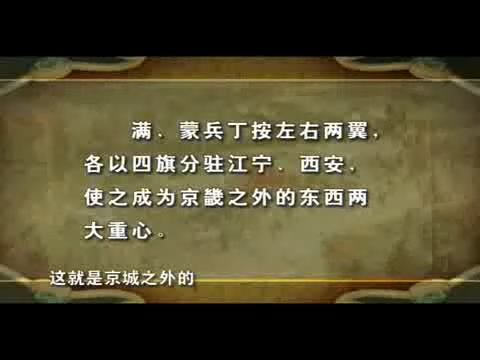 满、蒙兵丁按左右两翼，
各以四旗分驻江宁、西安，
使之成为京畿之外的东西两
大重心。
这就是京城之外的